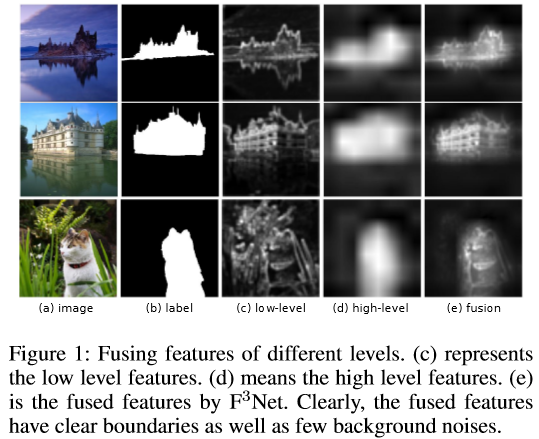 (a) image (b) label (c) low-level (d) high-level (e) fusion
Figure 1: Fusing features of different levels. (c) represents
the low level features. (d) means the high level features. (e)
is the fused features by F³Net. Clearly, the fused features
have clear boundaries as well as few background noises.